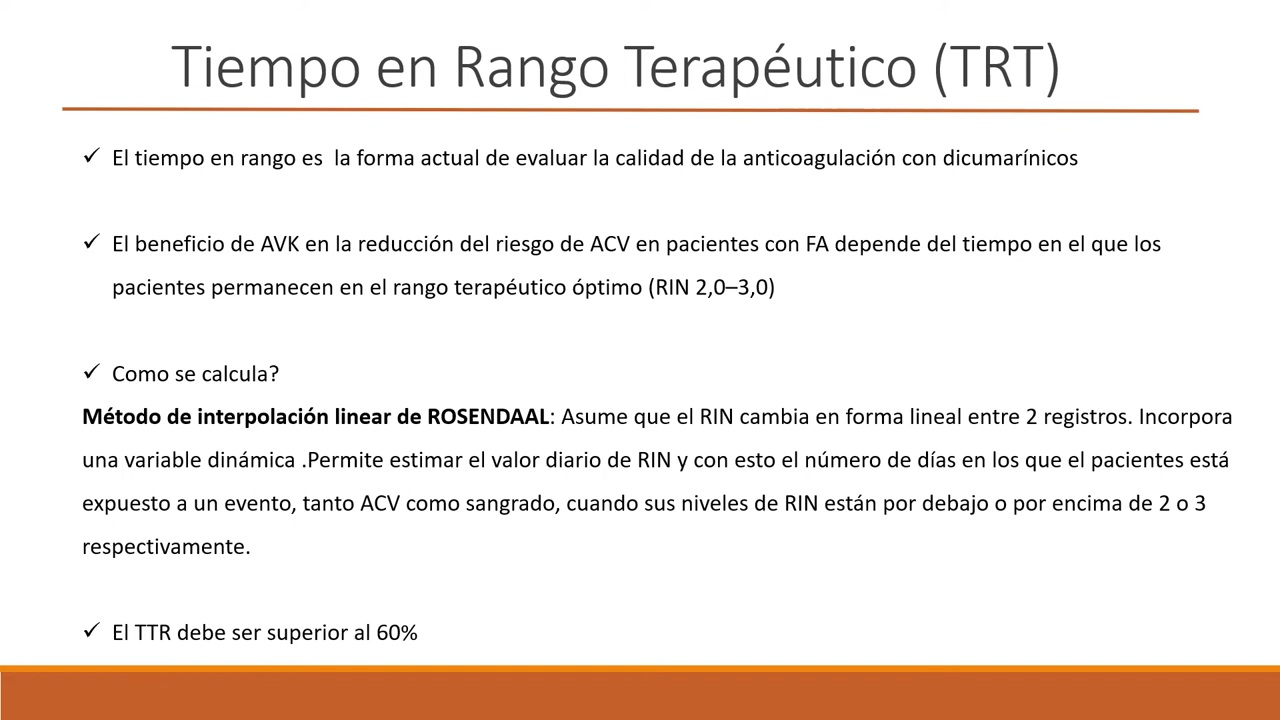 Tiempo en Rango Terapéutico (TRT)
✓ El tiempo en rango es  la forma actual de evaluar la calidad de la anticoagulación con dicumarínicos
✓ El beneficio de AVK en la reducción del riesgo de ACV en pacientes con FA depende del tiempo en el que los
pacientes permanecen en el rango terapéutico óptimo (RIN 2,0–3,0)
✓ Como se calcula?
Método de interpolación linear de ROSENDAAL: Asume que el RIN cambia en forma lineal entre 2 registros. Incorpora
una variable dinámica .Permite estimar el valor diario de RIN y con esto el número de días en los que el pacientes está
expuesto a un evento, tanto ACV como sangrado, cuando sus niveles de RIN están por debajo o por encima de 2 o 3
respectivamente.
✓ El TTR debe ser superior al 60%